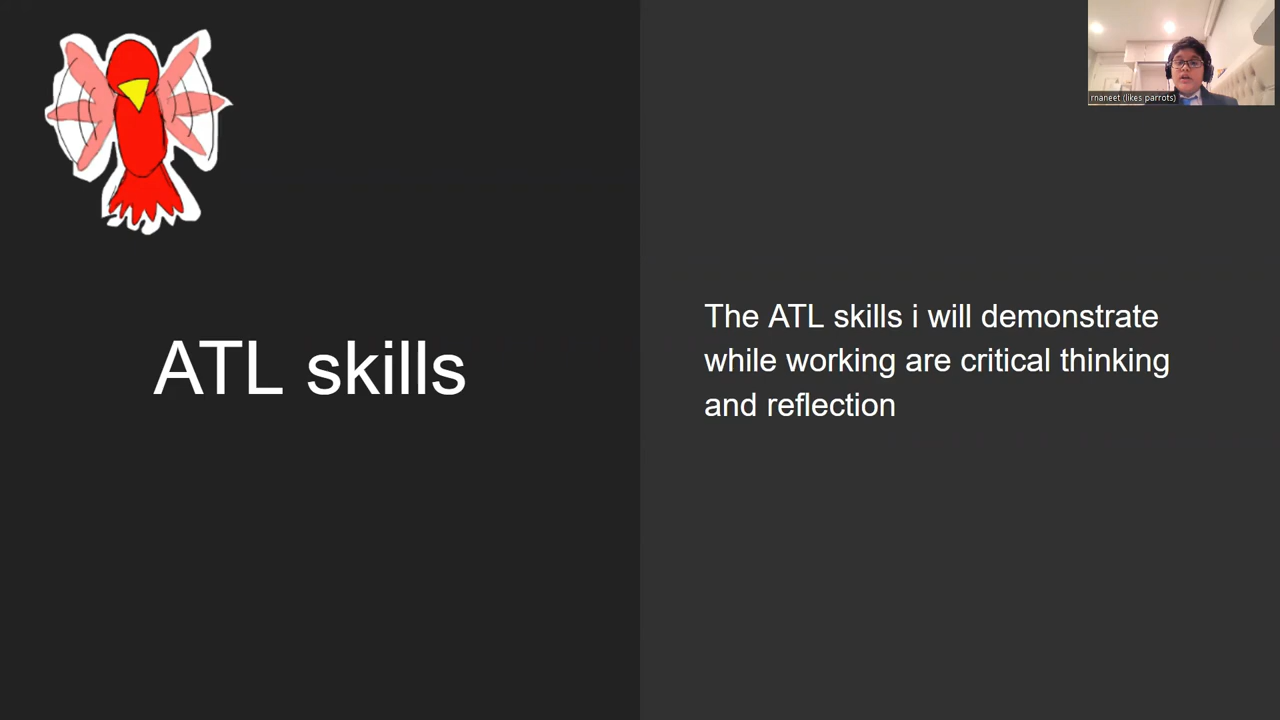 rnaneet (likes parrots)
ATL skills
The ATL skills i will demonstrate
while working are critical thinking
and reflection